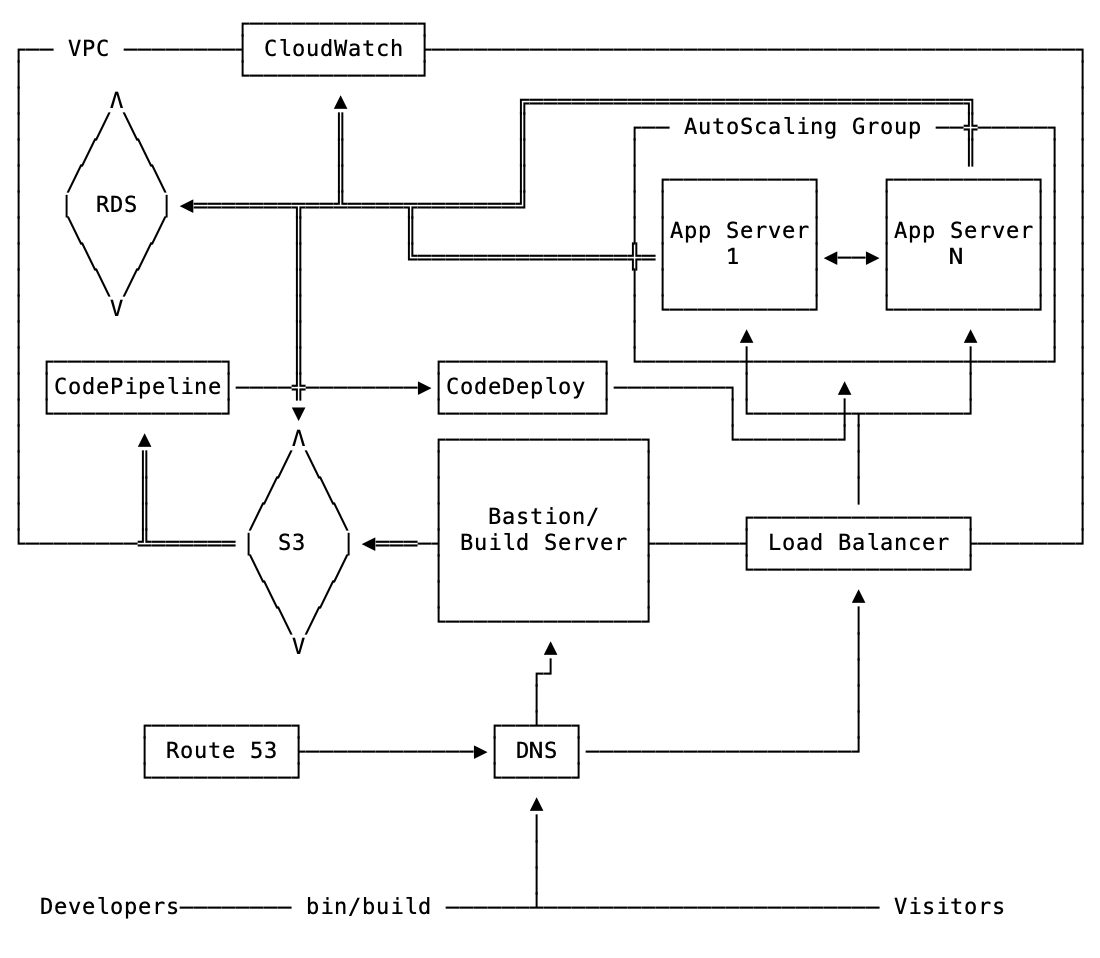 VPC
CloudWatch
AutoScaling Group
RDS
App Server
1
App Server
N
CodePipeline
CodeDeploy
S3
Bastion/
Build Server
Load Balancer
Route 53
DNS
Developers
bin/build
Visitors